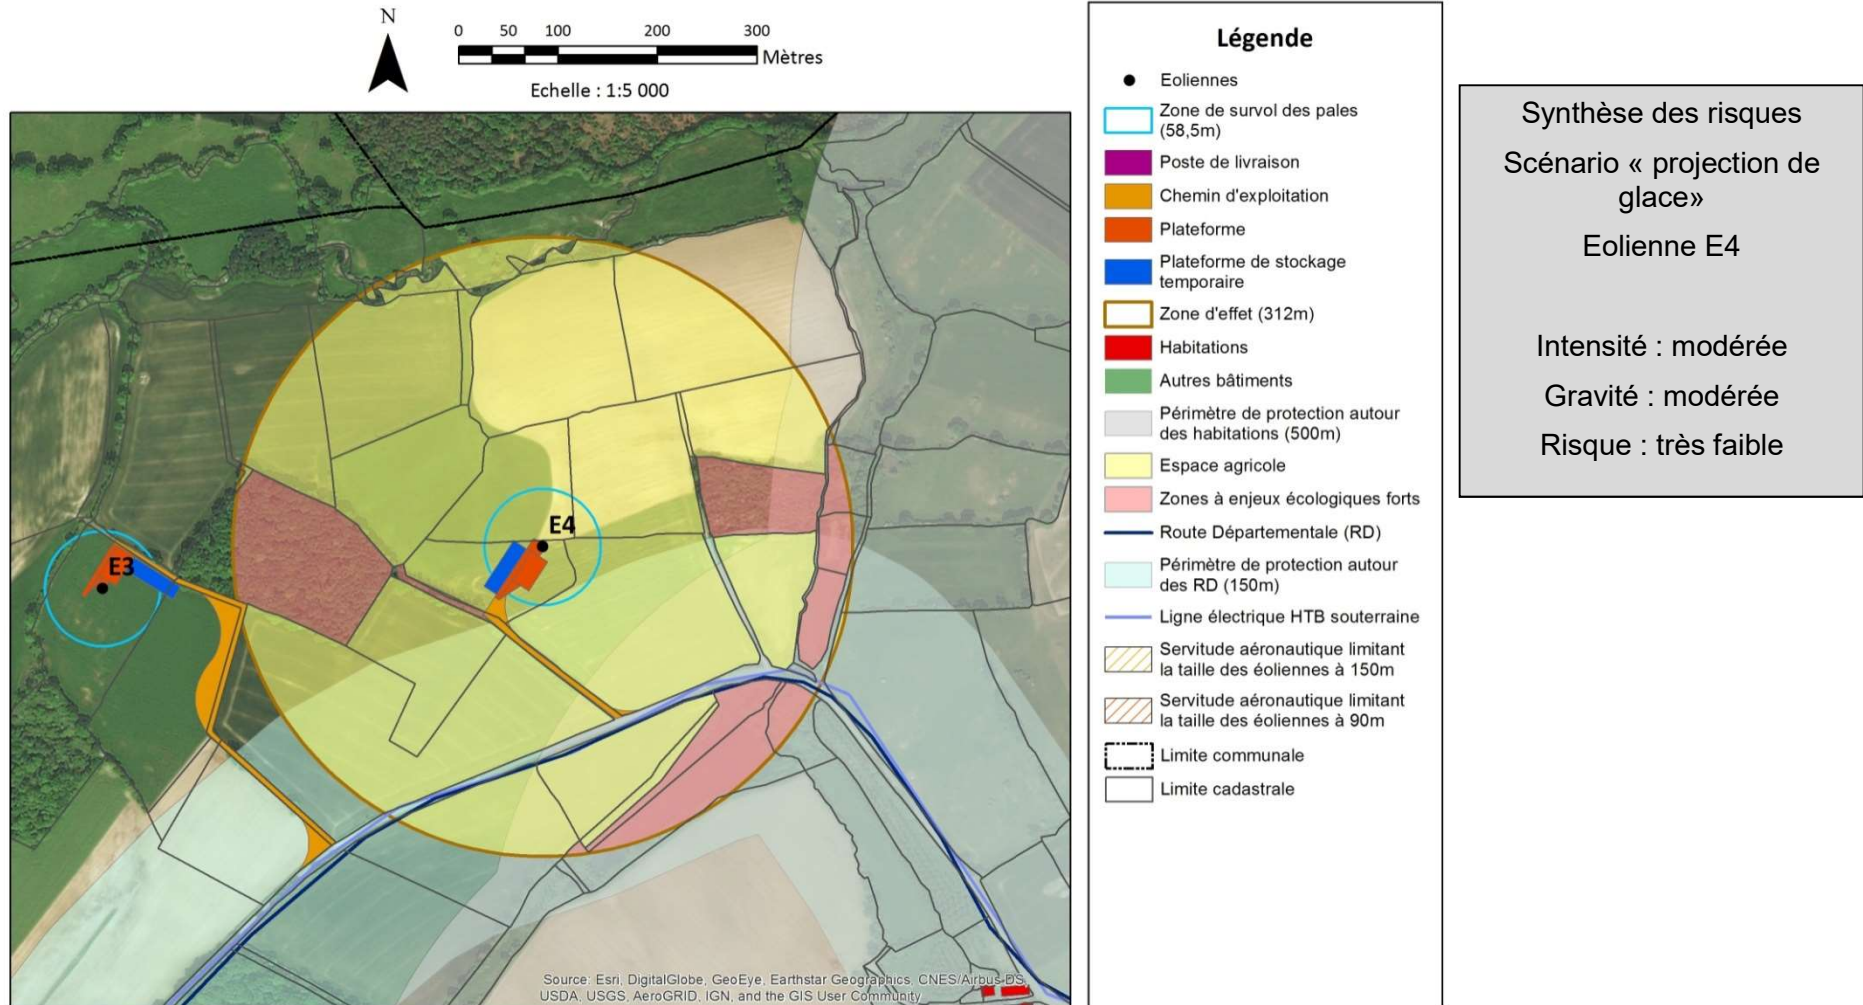 N
0 50 100 200 300
Mètres
Echelle : 1:5 000
E4
E3
Source: Esri, DigitalGlobe, GeoEye, Earthstar Geographics, CNES/Airbus DS,
USDA, USGS, AeroGRID, IGN, and the GIS User Community
Légende
Eoliennes
Zone de survol des pales
(58,5m)
Poste de livraison
Chemin d'exploitation
Plateforme
Plateforme de stockage
temporaire
Zone d'effet (312m)
Habitations
Autres bâtiments
Périmètre de protection autour
des habitations (500m)
Espace agricole
Zones à enjeux écologiques forts
Route Départementale (RD)
Périmètre de protection autour
des RD (150m)
Ligne électrique HTB souterraine
Servitude aéronautique limitant
la taille des éoliennes à 150m
Servitude aéronautique limitant
la taille des éoliennes à 90m
Limite communale
Limite cadastrale
Synthèse des risques
Scénario « projection de
glace»
Eolienne E4
Intensité : modérée
Gravité : modérée
Risque : très faible